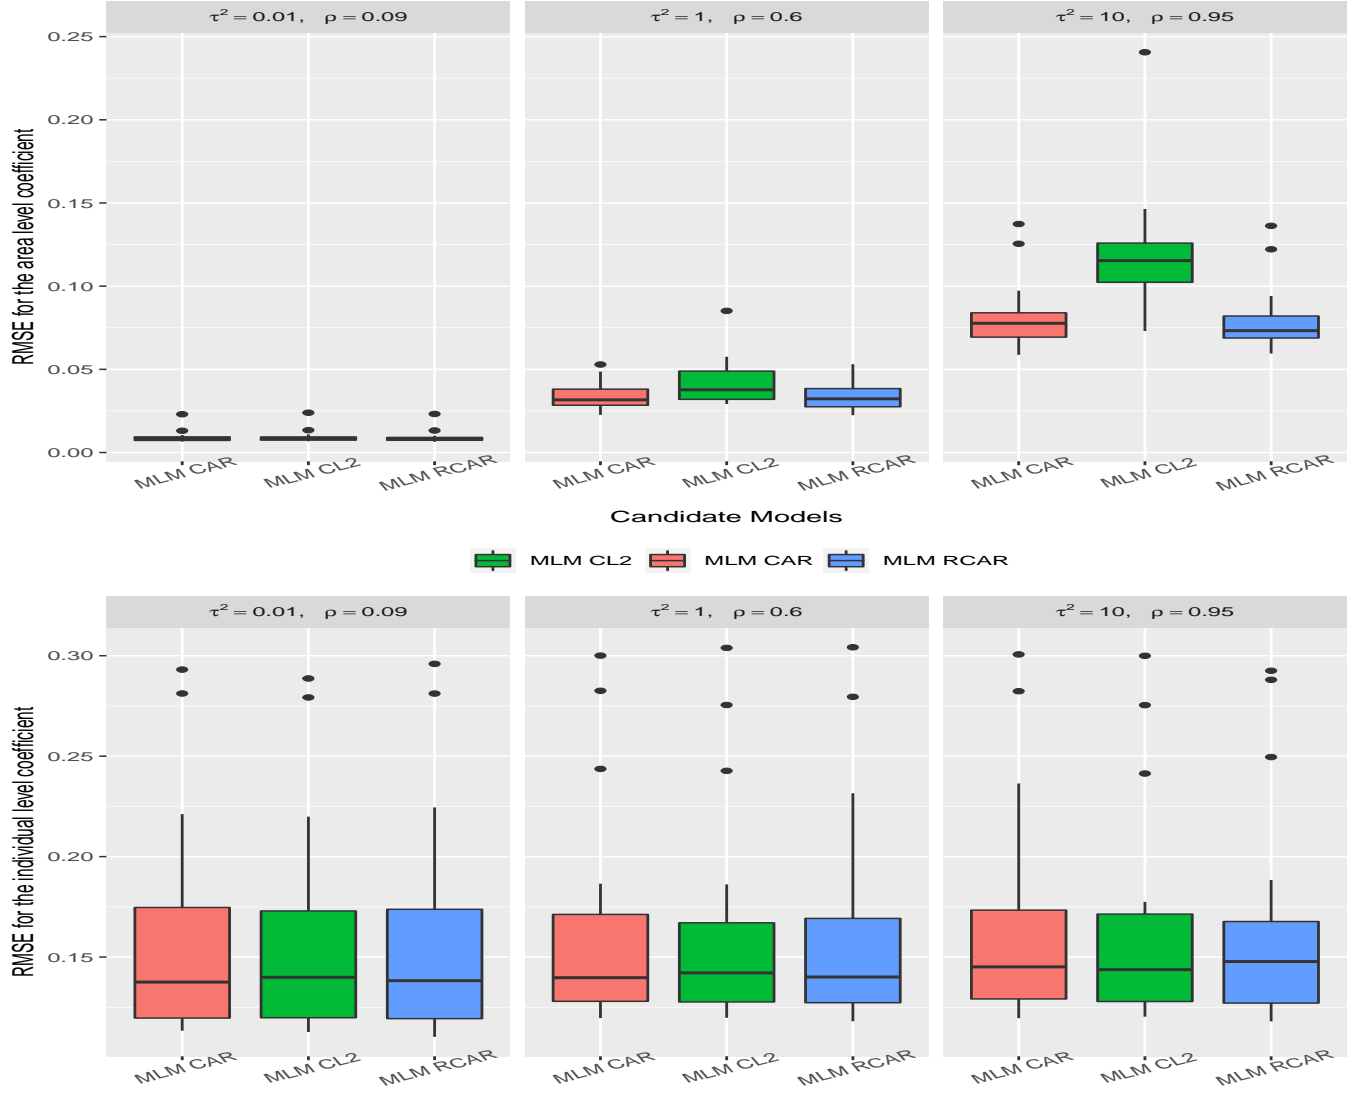 τ² = 0.01, ρ = 0.09
τ² = 1, ρ = 0.6
τ² = 10, ρ = 0.95
RMSE for the area level coefficient
0.25
0.20
0.15
0.10
0.05
0.00
MLM CAR
MLM CL2
MLM RCAR
MLM CAR
MLM CL2
MLM RCAR
MLM CAR
MLM CL2
MLM RCAR
Candidate Models
MLM CL2 MLM CAR MLM RCAR
τ² = 0.01, ρ = 0.09
τ² = 1, ρ = 0.6
τ² = 10, ρ = 0.95
RMSE for the individual level coefficient
0.30
0.25
0.20
0.15
MLM CAR
MLM CL2
MLM RCAR
MLM CAR
MLM CL2
MLM RCAR
MLM CAR
MLM CL2
MLM RCAR